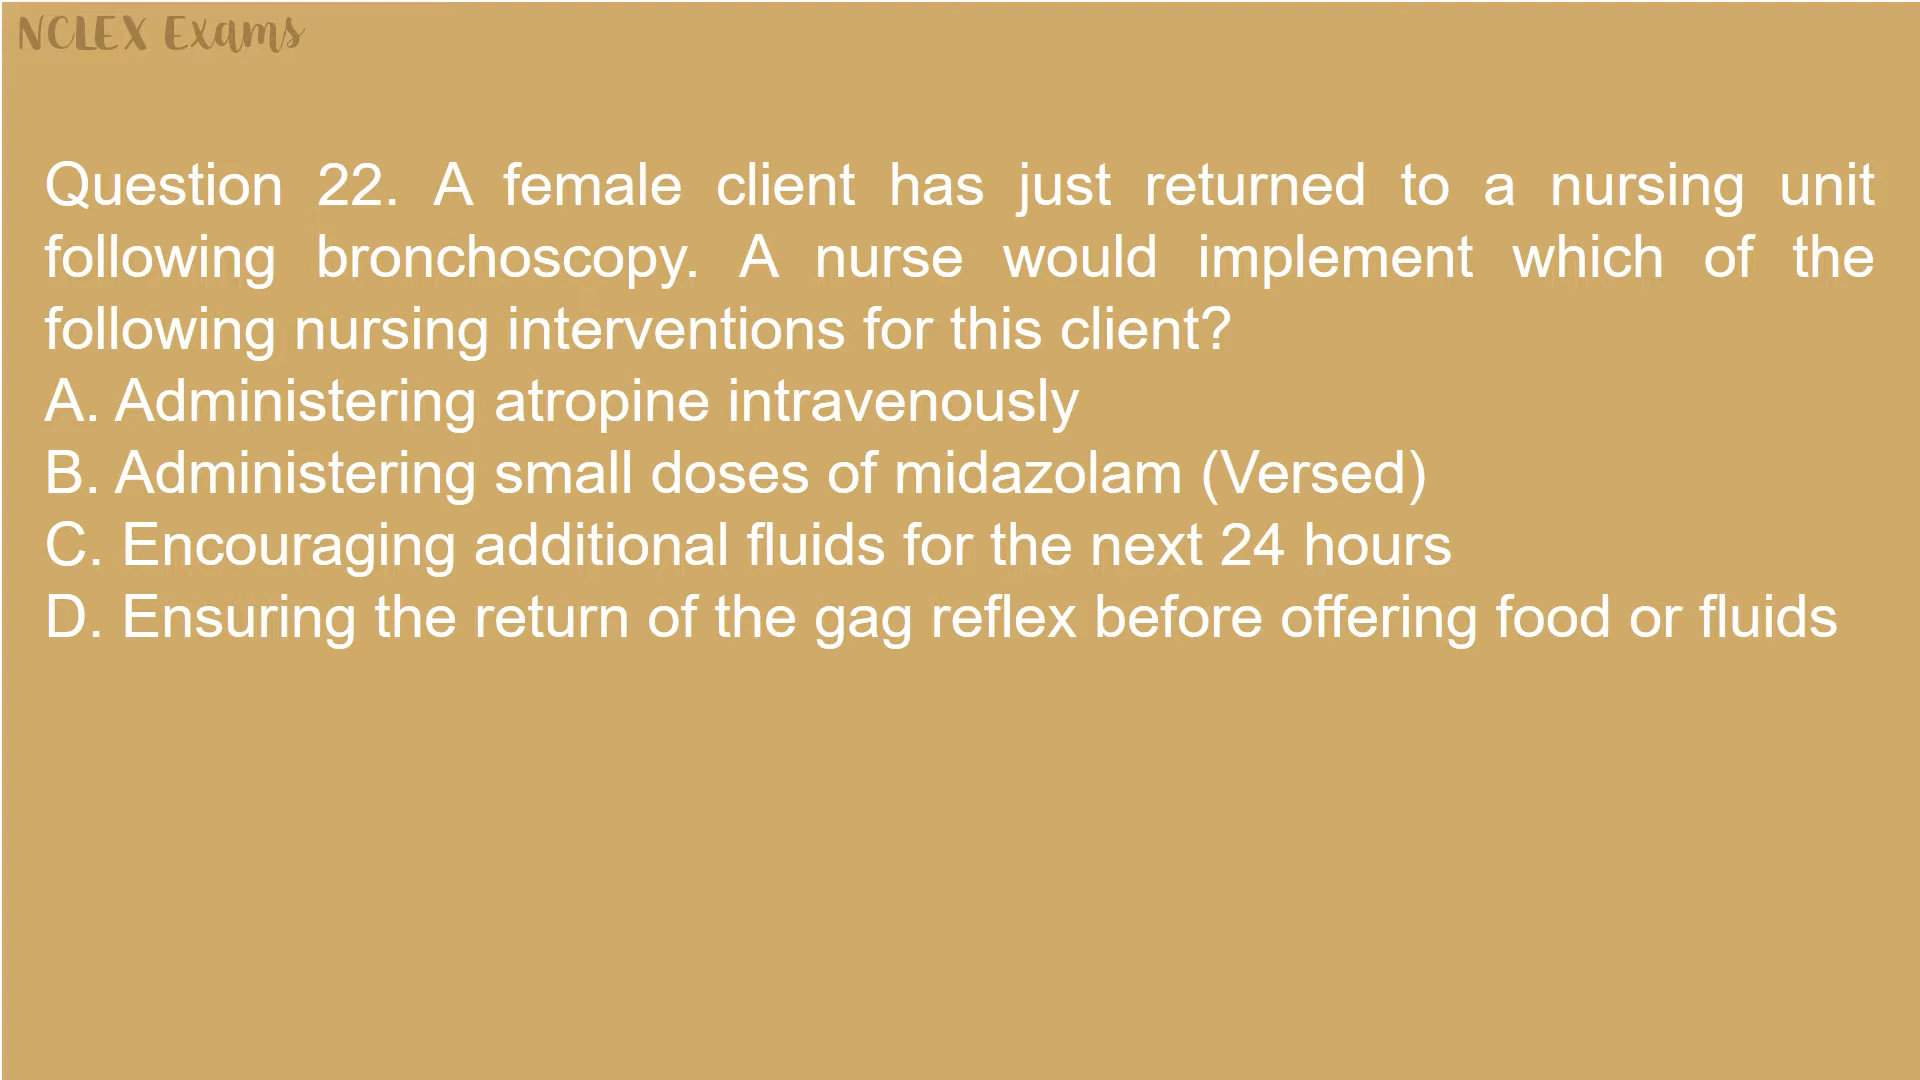 NCLEX Exams
Question 22. A female client has just returned to a nursing unit
following bronchoscopy. A nurse would implement which of the
following nursing interventions for this client?
A. Administering atropine intravenously
B. Administering small doses of midazolam (Versed)
C. Encouraging additional fluids for the next 24 hours
D. Ensuring the return of the gag reflex before offering food or fluids